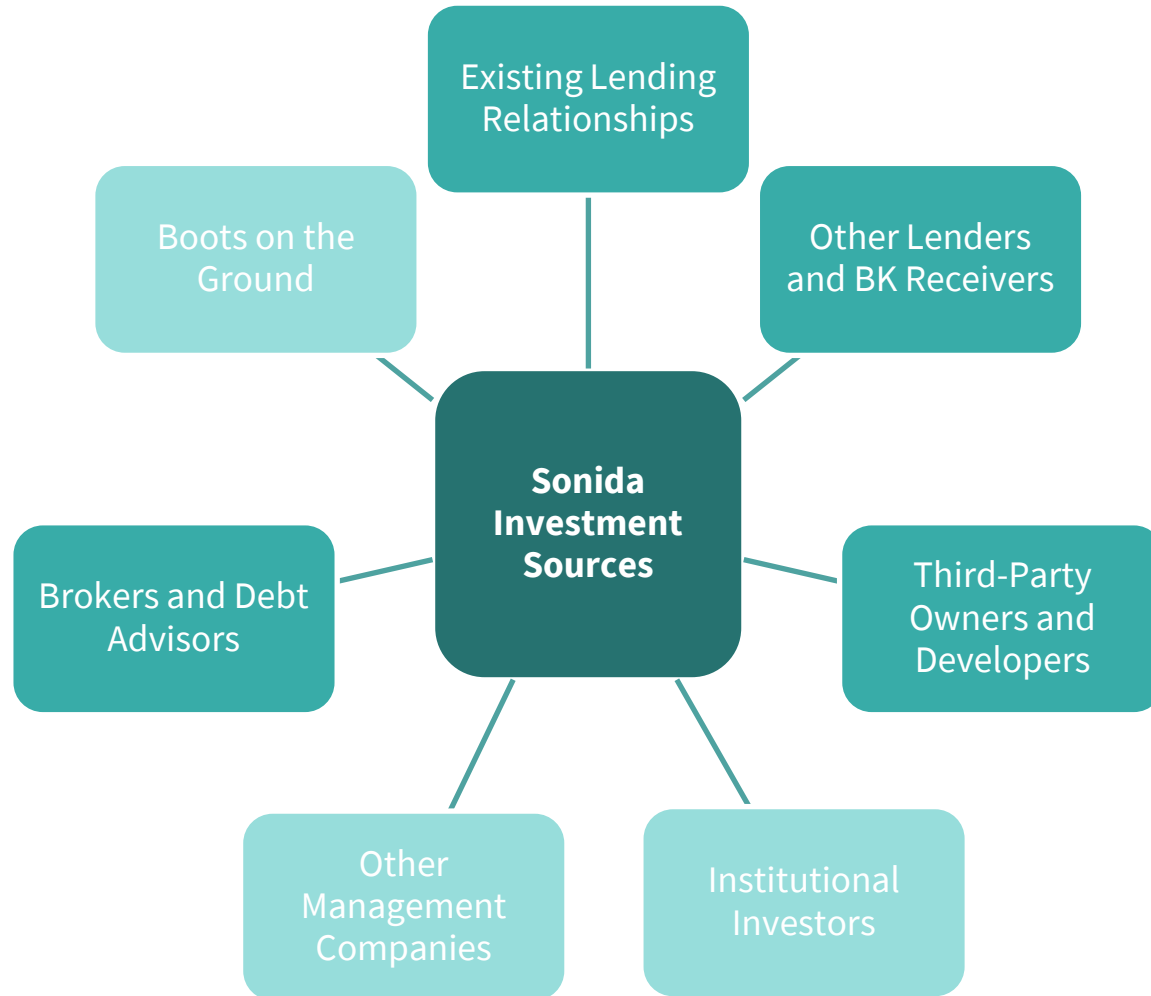 Existing Lending
Relationships
Boots on the
Ground
Other Lenders
and BK Receivers
Sonida
Investment
Sources
Brokers and Debt
Advisors
Third-Party
Owners and
Developers
Other
Management
Companies
Institutional
Investors